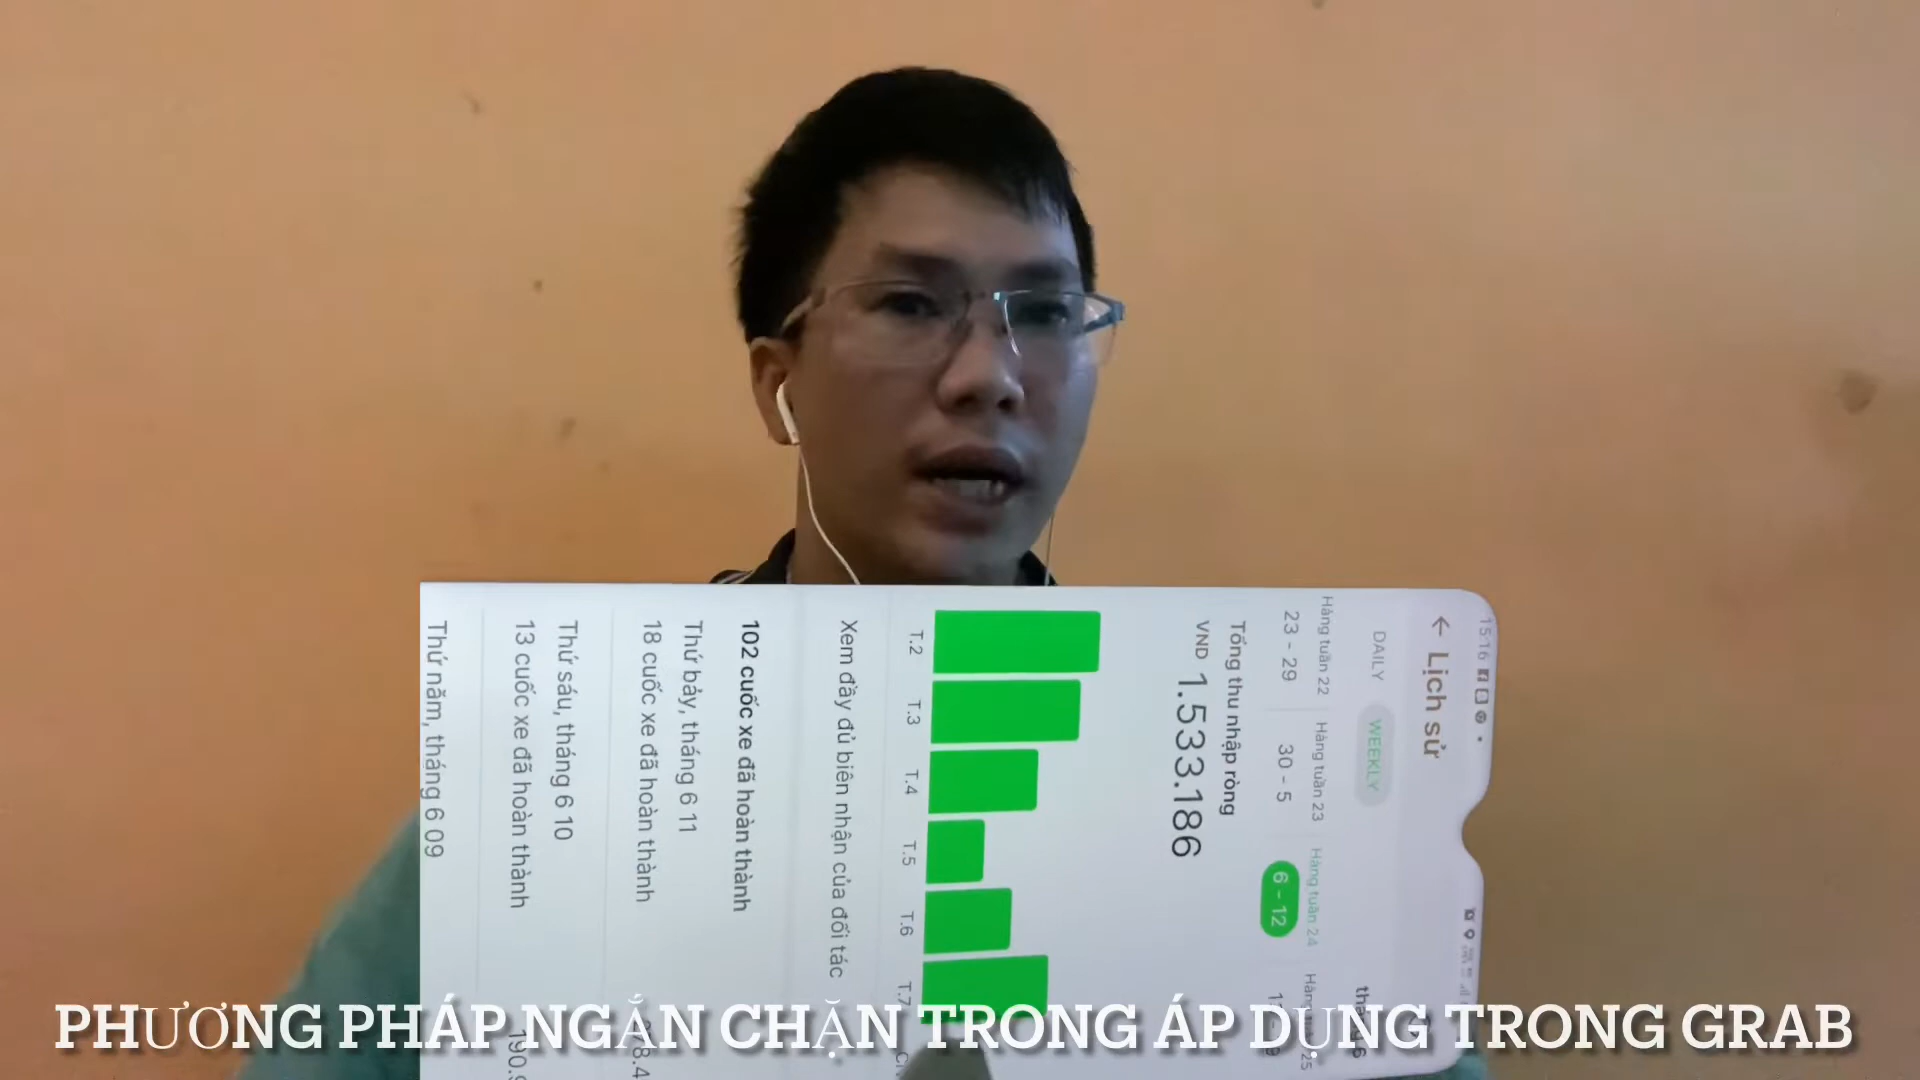 15:16
← Lịch sử
DAILY WEEKLY
Hàng tuần 22 Hàng tuần 23 Hàng tuần 24
23 - 29 30 - 5 6 - 12
Tổng thu nhập ròng
VND 1.533.186
T.2 T.3 T.4 T.5 T.6 T.7
Xem đầy đủ biên nhận của đối tác
102 cuốc xe đã hoàn thành
Thứ bảy, tháng 6 11
18 cuốc xe đã hoàn thành
Thứ sáu, tháng 6 10
13 cuốc xe đã hoàn thành
Thứ năm, tháng 6 09
PHƯƠNG PHÁP NGĂN CHẶN TRONG ÁP DỤNG TRONG GRAB